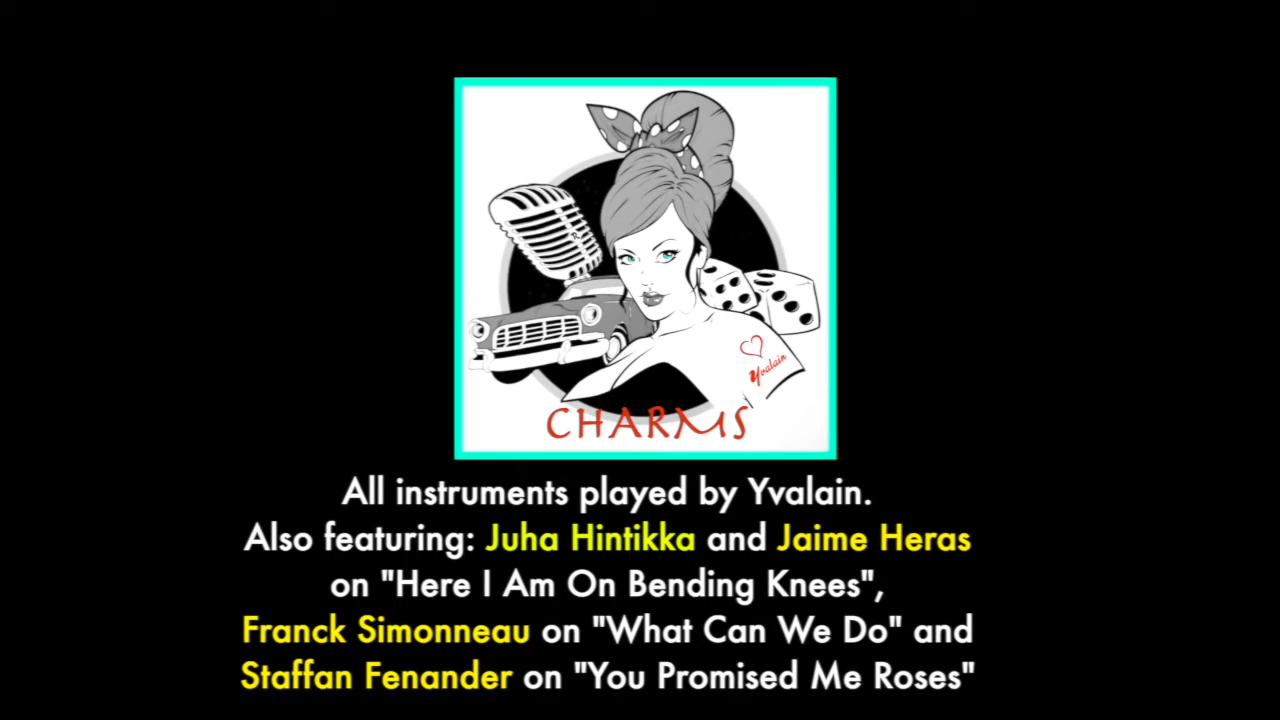 Yvalain
CHARMS
All instruments played by Yvalain.
Also featuring: Juha Hintikka and Jaime Heras
on "Here I Am On Bending Knees",
Franck Simonneau on "What Can We Do" and
Staffan Fenander on "You Promised Me Roses"